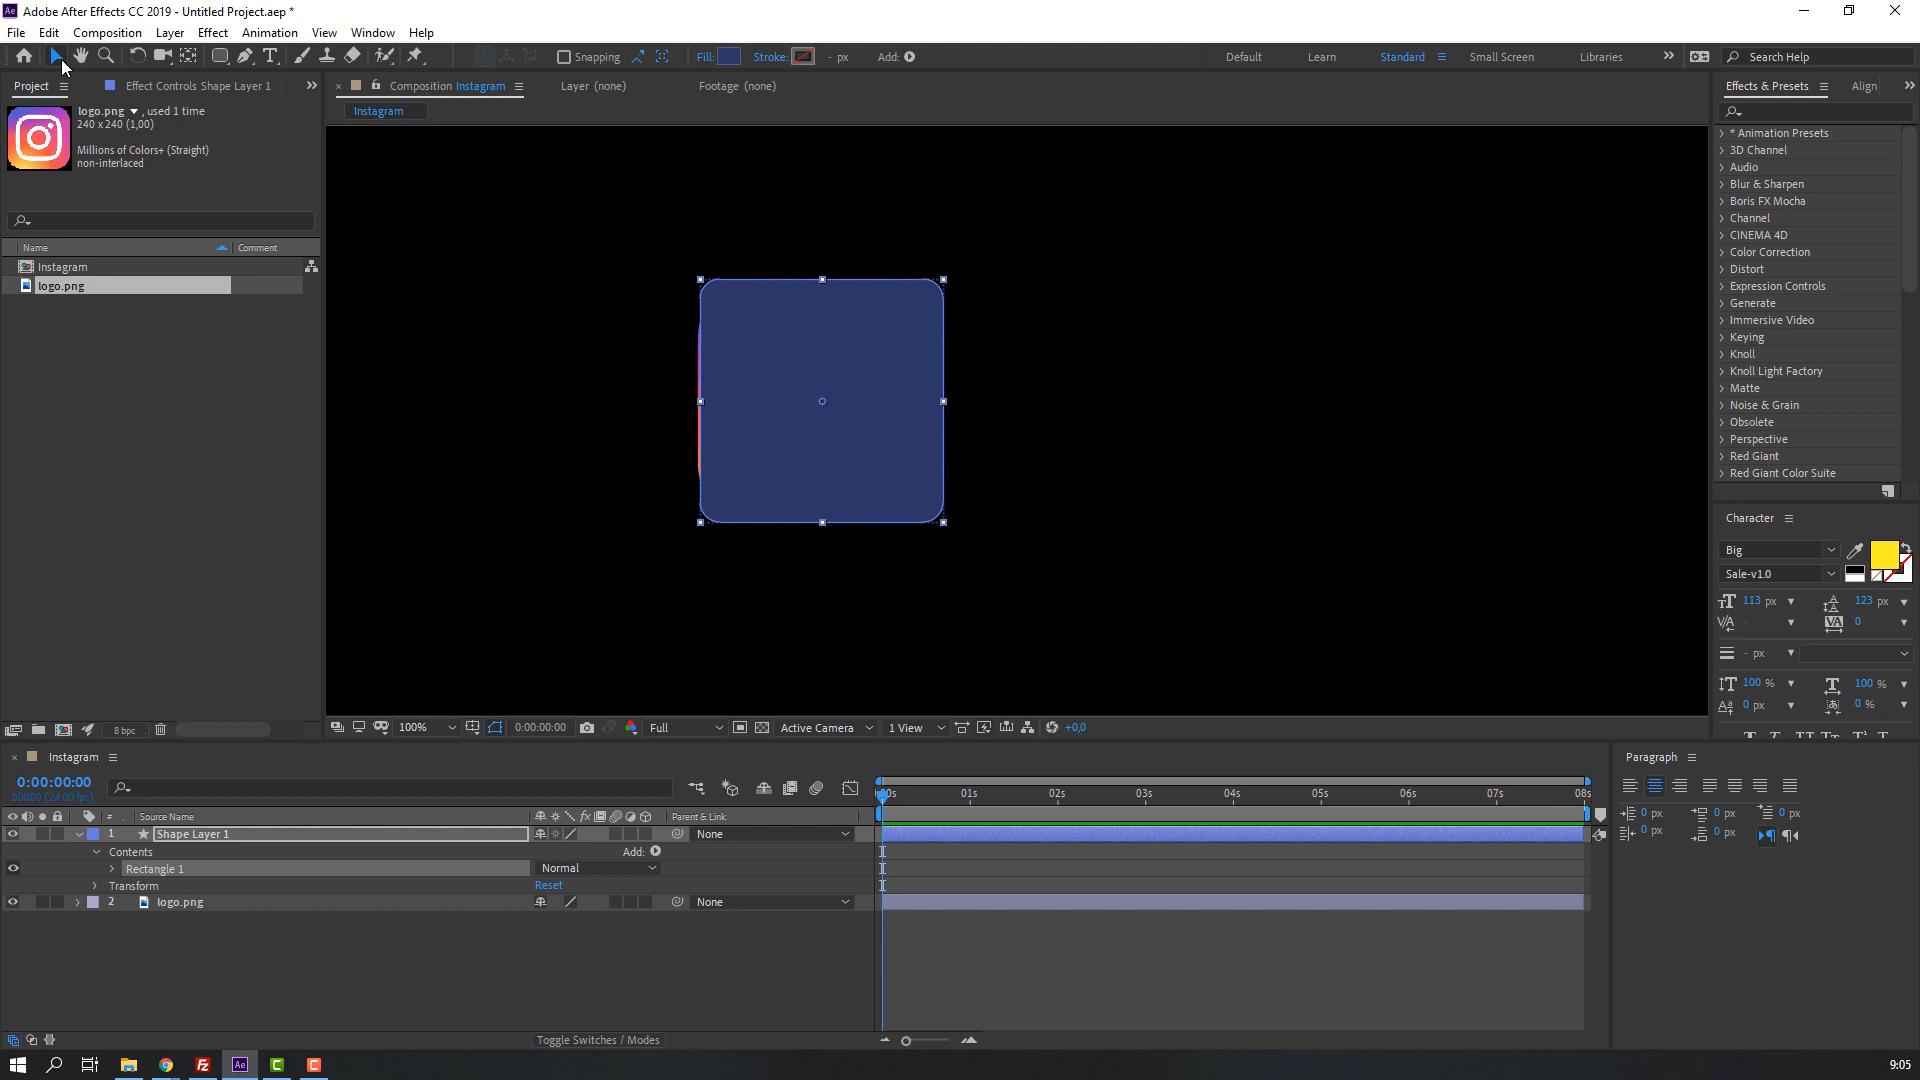 Adobe After Effects CC 2019 - Untitled Project.aep *
File Edit Composition Layer Effect Animation View Window Help
Snapping Fill: Stroke: - px Add: Default Learn Standard Small Screen Libraries Search Help
Project Effect Controls Shape Layer 1 Composition Instagram Layer (none) Footage (none) Effects & Presets Align
logo.png , used 1 time
240 x 240 (1,00)
Millions of Colors+ (Straight)
non-interlaced
Instagram
Name Comment
Instagram
logo.png
* Animation Presets
3D Channel
Audio
Blur & Sharpen
Boris FX Mocha
Channel
CINEMA 4D
Color Correction
Distort
Expression Controls
Generate
Immersive Video
Keying
Knoll
Knoll Light Factory
Matte
Noise & Grain
Obsolete
Perspective
Red Giant
Red Giant Color Suite
Character
Big
Sale-v1.0
113 px 123 px
- 0
- px
100 % 100 %
0 px 0 %
8 bpc 100% 0:00:00:00 Full Active Camera 1 View +0,0
Instagram
0:00:00:00
00000 (24.00 fps)
:00s 01s 02s 03s 04s 05s 06s 07s 08s
# Source Name Parent & Link
1 Shape Layer 1 None
Contents Add:
Rectangle 1 Normal
Transform Reset
2 logo.png None
Toggle Switches / Modes
Paragraph
0 px 0 px 0 px
0 px 0 px
9:05